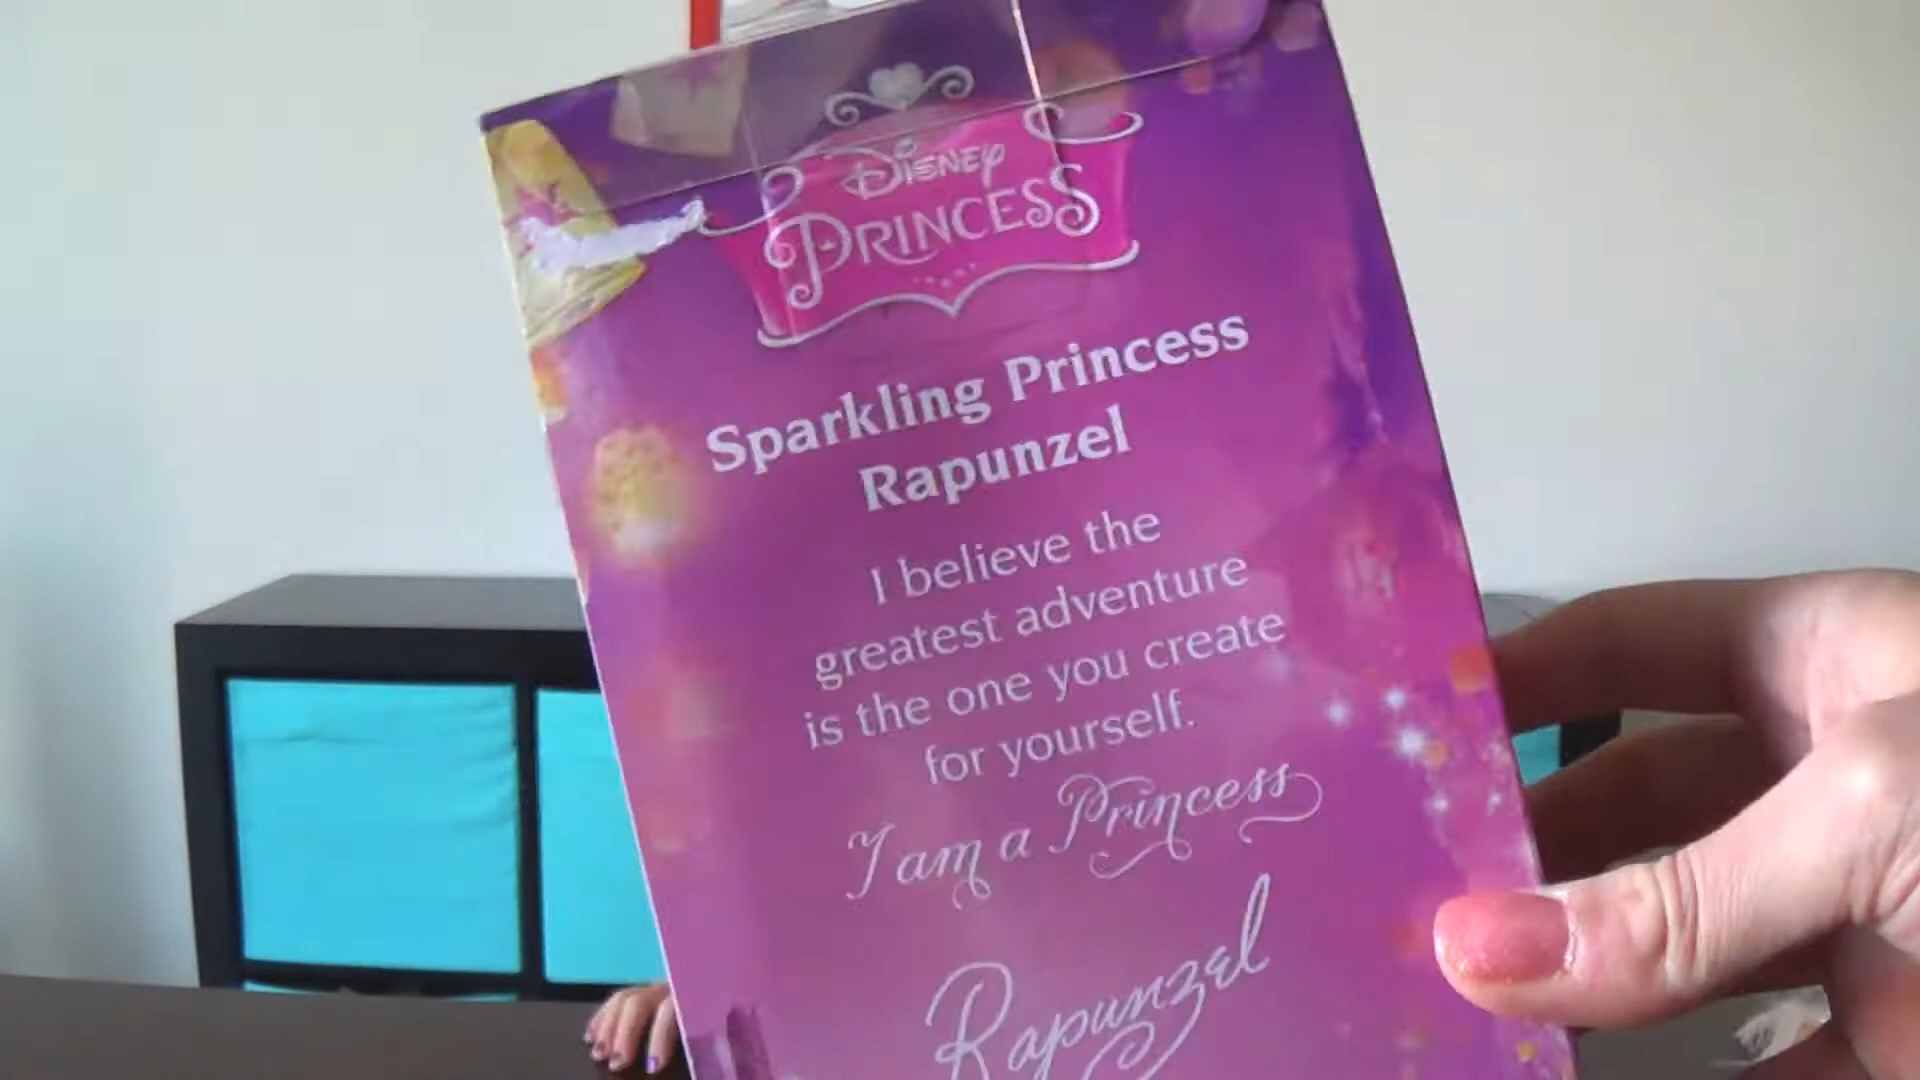 Disney
Princess
Sparkling Princess
Rapunzel
I believe the
greatest adventure
is the one you create
for yourself.
I am a Princess
Rapunzel